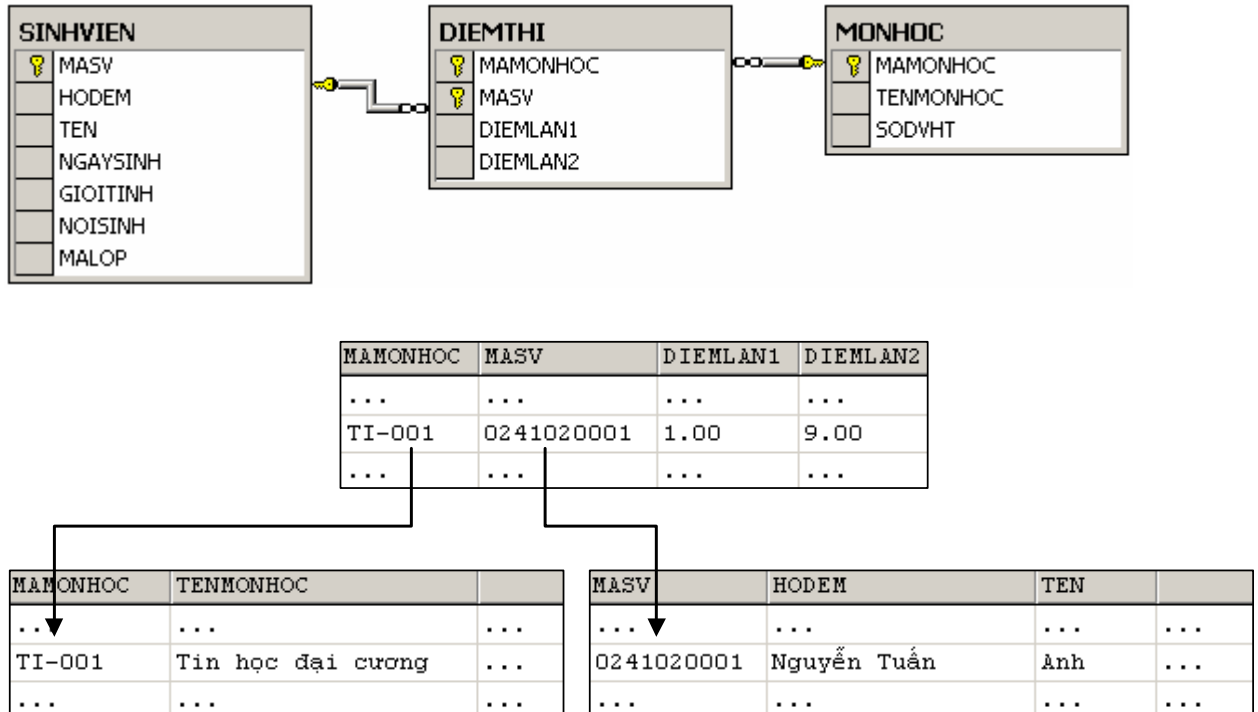 SINHVIEN
MASV
HODEM
TEN
NGAYSINH
GIOITINH
NOISINH
MALOP
DIEMTHI
MAMONHOC
MASV
DIEMLAN1
DIEMLAN2
MONHOC
MAMONHOC
TENMONHOC
SODVHT
MAMONHOC MASV DIEMLAN1 DIEMLAN2
... ... ... ...
TI-001 0241020001 1.00 9.00
... ... ... ...
MAMONHOC TENMONHOC
... ... ...
TI-001 Tin học đại cương ...
... ... ...
MASV HODEM TEN
... ... ... ...
0241020001 Nguyễn Tuấn Anh ...
... ... ... ...